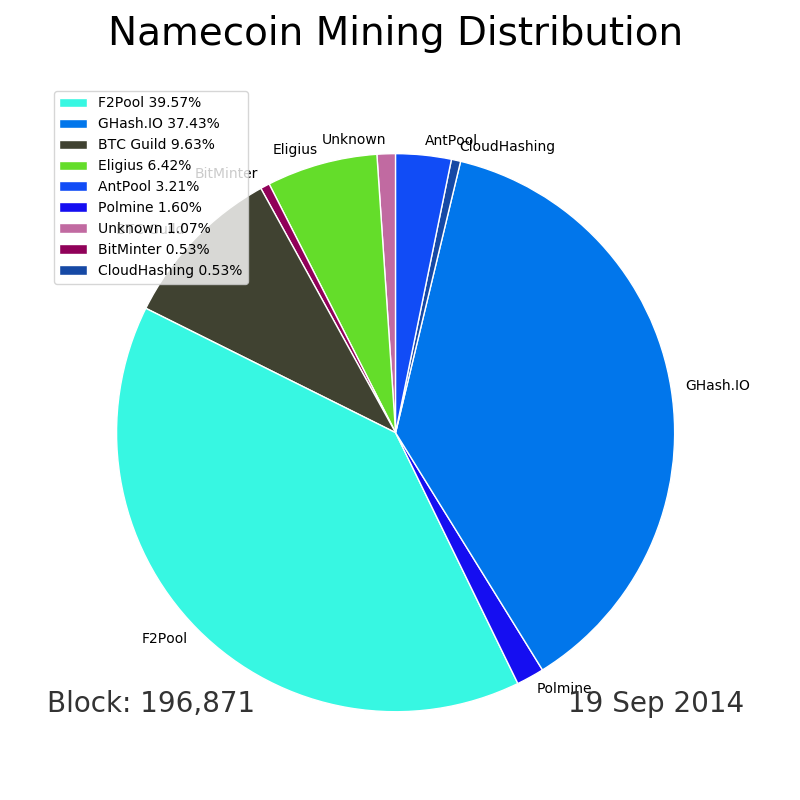 Namecoin Mining Distribution
F2Pool 39.57%
GHash.IO 37.43%
BTC Guild 9.63%
Eligius 6.42%
AntPool 3.21%
Polmine 1.60%
Unknown 1.07%
BitMinter 0.53%
CloudHashing 0.53%
Unknown
AntPool
CloudHashing
Eligius
BitMinter
GHash.IO
F2Pool
Polmine
Block: 196,871
19 Sep 2014